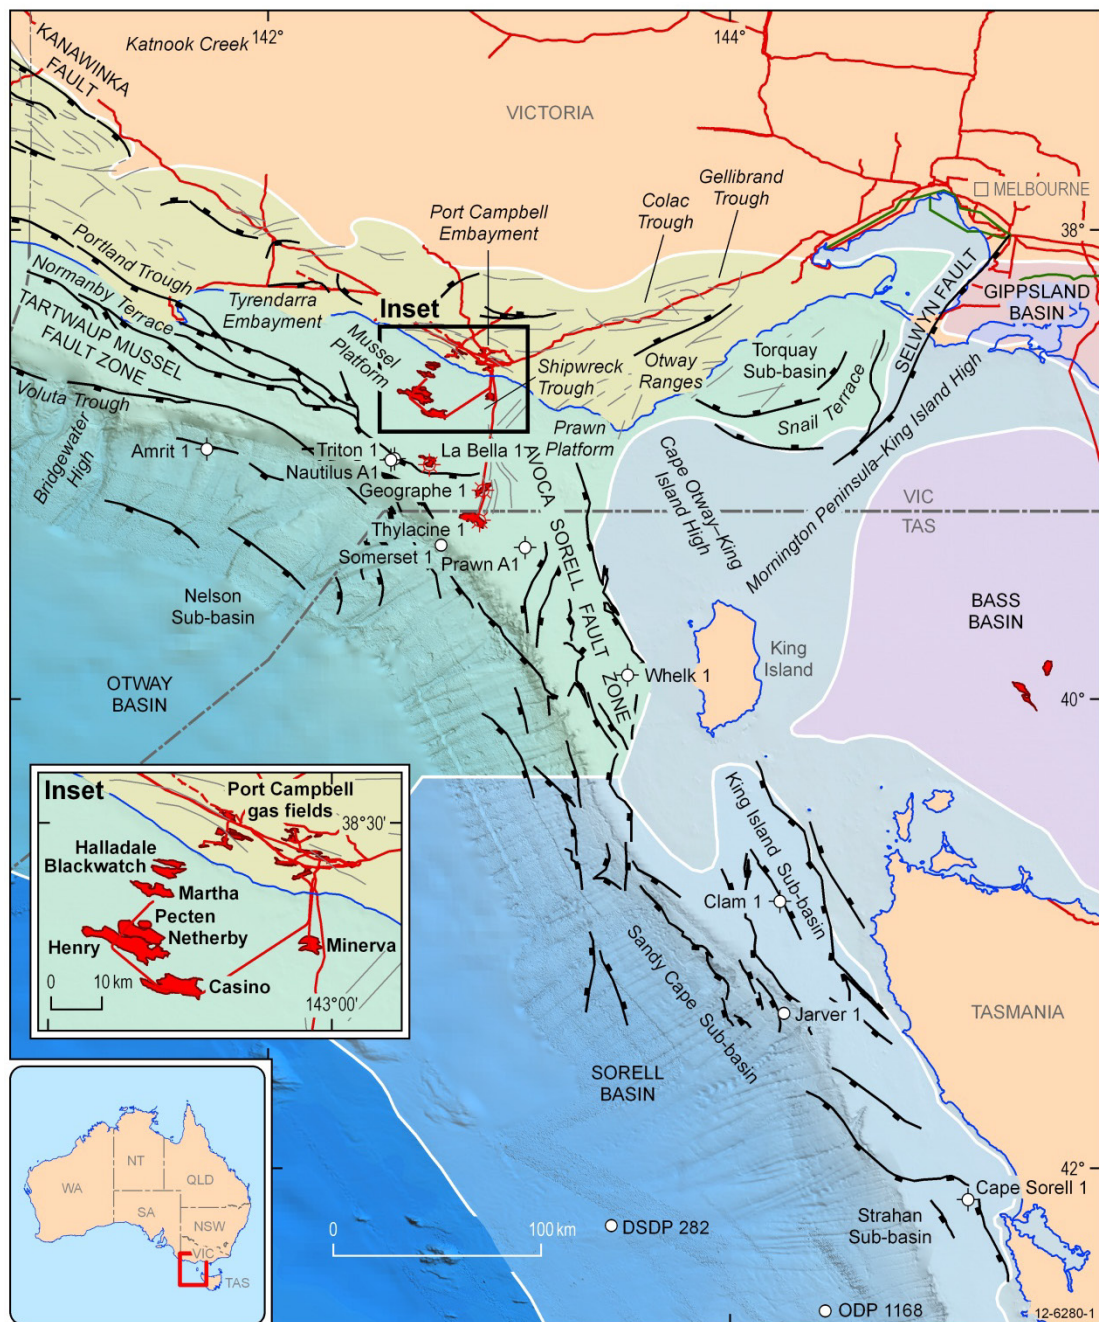 142°
144°
Katnook Creek
KANAWINKA
FAULT
VICTORIA
MELBOURNE
38°
Gellibrand
Trough
Colac
Trough
Port Campbell
Embayment
Portland Trough
Normanby Terrace
TARTWAUP MUSSEL
FAULT ZONE
Voluta Trough
Tyrendarra
Embayment
Inset
Mussel
Platform
Shipwreck
Trough
Otway
Ranges
Torquay
Sub-basin
Snail Terrace
SELWYN FAULT
GIPPSLAND
BASIN
Prawn
Platform
Bridgewater
High
Amrit 1
Triton 1
Nautilus A1
La Bella 1
Geographe 1
Thylacine 1
Somerset 1
Prawn A1
AVOCA SORELL FAULT ZONE
Cape Otway–King
Island High
Mornington Peninsula–King Island High
VIC
TAS
Nelson
Sub-basin
OTWAY
BASIN
BASS
BASIN
King
Island
Whelk 1
40°
Inset
Port Campbell
gas fields
38°30'
Halladale
Blackwatch
Martha
Pecten
Netherby
Henry
Minerva
Casino
0
10 km
143°00'
King Island Sub-basin
Clam 1
Sandy Cape Sub-basin
Jarver 1
TASMANIA
SORELL
BASIN
42°
Cape Sorell 1
Strahan
Sub-basin
0
100 km
DSDP 282
ODP 1168
12-6280-1
WA
NT
QLD
SA
NSW
VIC
TAS